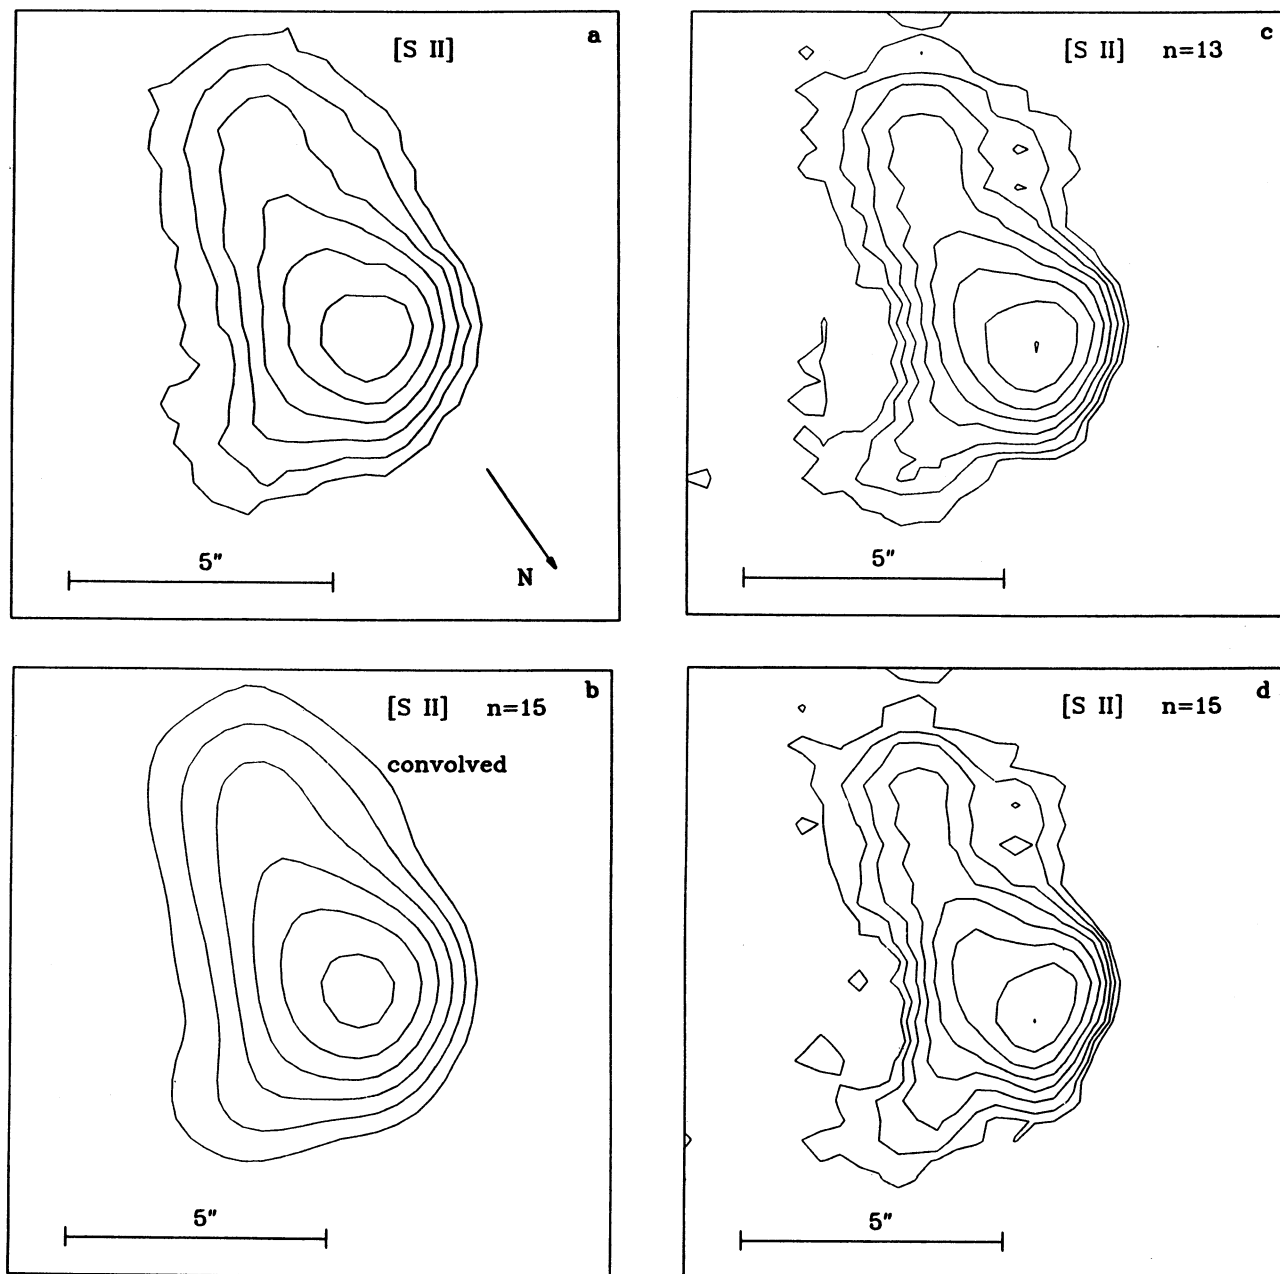 [S II] a
5"
N
[S II] n=13 c
5"
[S II] n=15 b
convolved
5"
[S II] n=15 d
5"